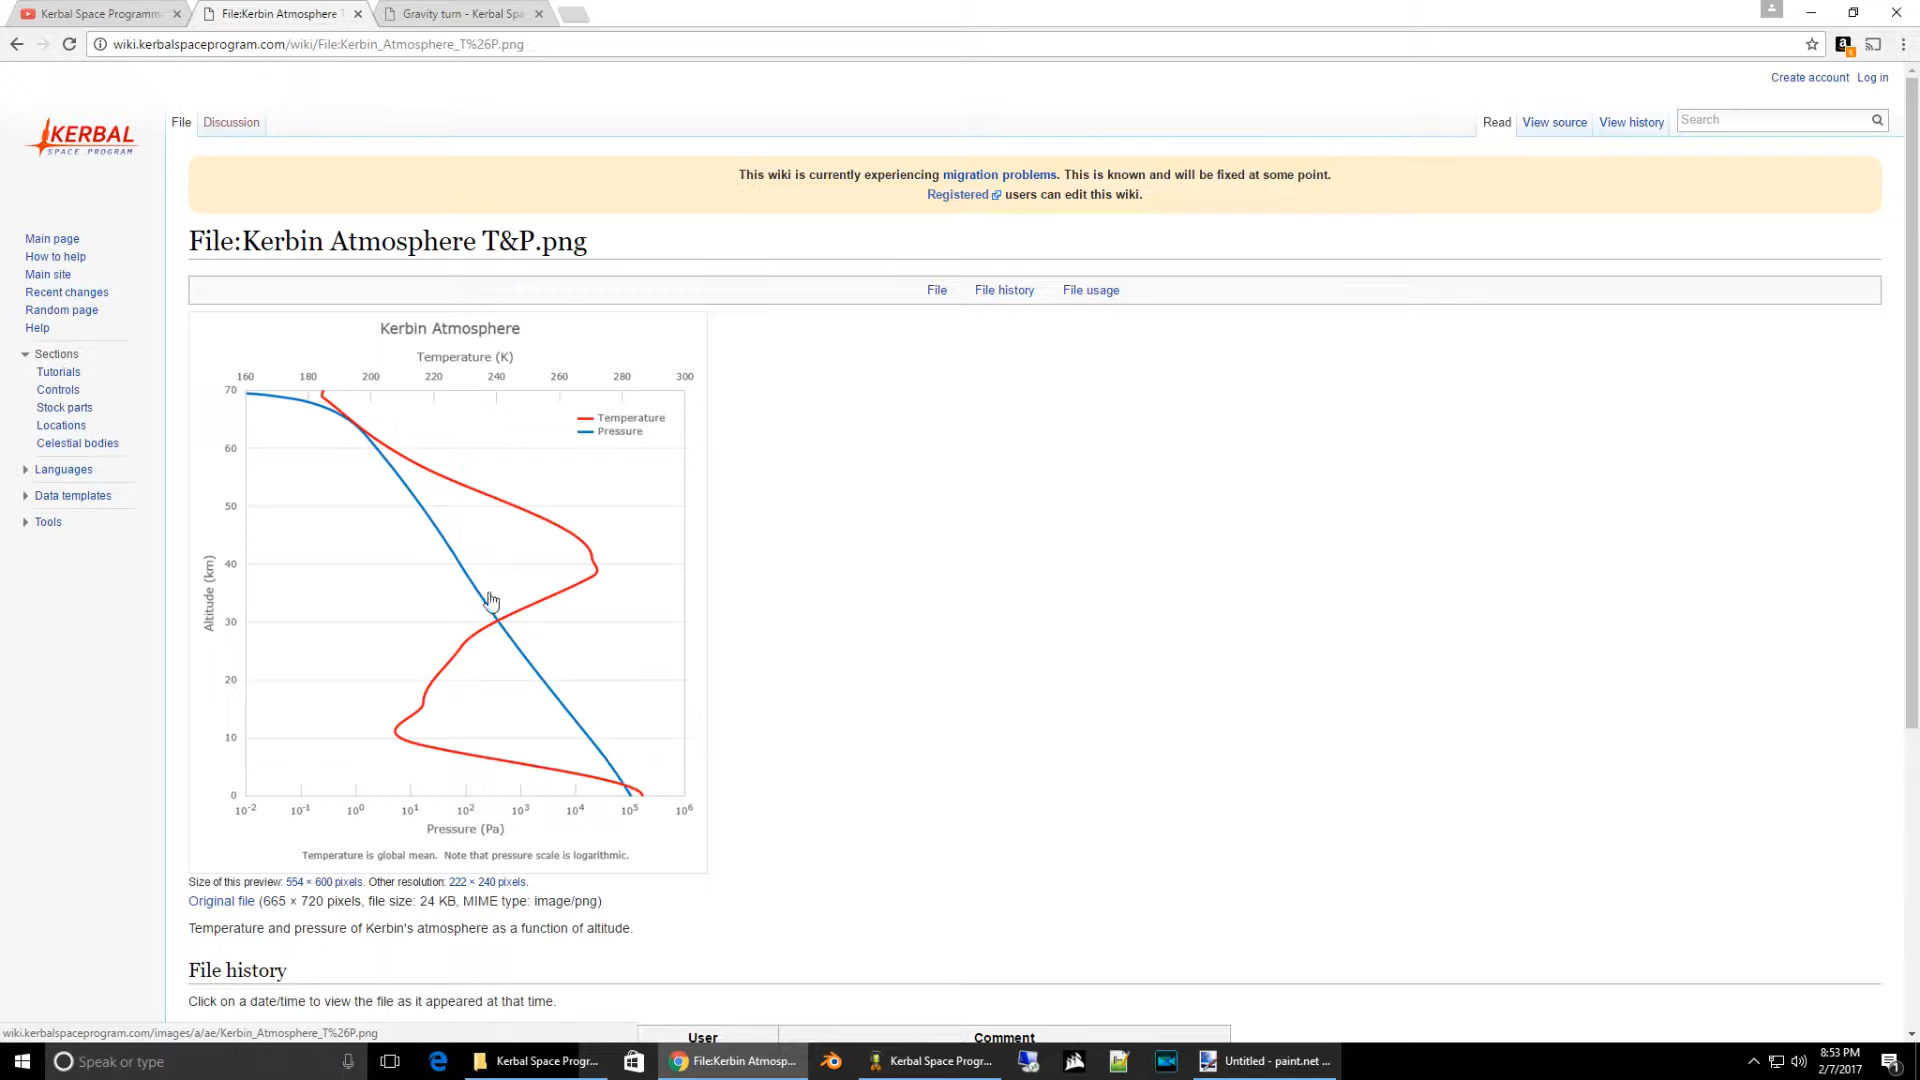 Kerbal Space Programm
File:Kerbin Atmosphere T
Gravity turn - Kerbal Spa
wiki.kerbalspaceprogram.com/wiki/File:Kerbin_Atmosphere_T%26P.png
Create account Log in
KERBAL
SPACE PROGRAM
File Discussion
Read View source View history
Search
This wiki is currently experiencing migration problems. This is known and will be fixed at some point.
Registered users can edit this wiki.
Main page
How to help
Main site
Recent changes
Random page
Help
Sections
Tutorials
Controls
Stock parts
Locations
Celestial bodies
Languages
Data templates
Tools
File:Kerbin Atmosphere T&P.png
File File history File usage
Kerbin Atmosphere
Temperature (K)
160 180 200 220 240 260 280 300
Temperature
Pressure
70
60
50
40
30
20
10
0
Altitude (km)
10⁻² 10⁻¹ 10⁰ 10¹ 10² 10³ 10⁴ 10⁵ 10⁶
Pressure (Pa)
Temperature is global mean. Note that pressure scale is logarithmic.
Size of this preview: 554 × 600 pixels. Other resolution: 222 × 240 pixels.
Original file (665 × 720 pixels, file size: 24 KB, MIME type: image/png)
Temperature and pressure of Kerbin's atmosphere as a function of altitude.
File history
Click on a date/time to view the file as it appeared at that time.
User Comment
wiki.kerbalspaceprogram.com/images/a/ae/Kerbin_Atmosphere_T%26P.png
Speak or type
Kerbal Space Progr...
File:Kerbin Atmosp...
Kerbal Space Progr...
Untitled - paint.net ...
8:53 PM
2/7/2017